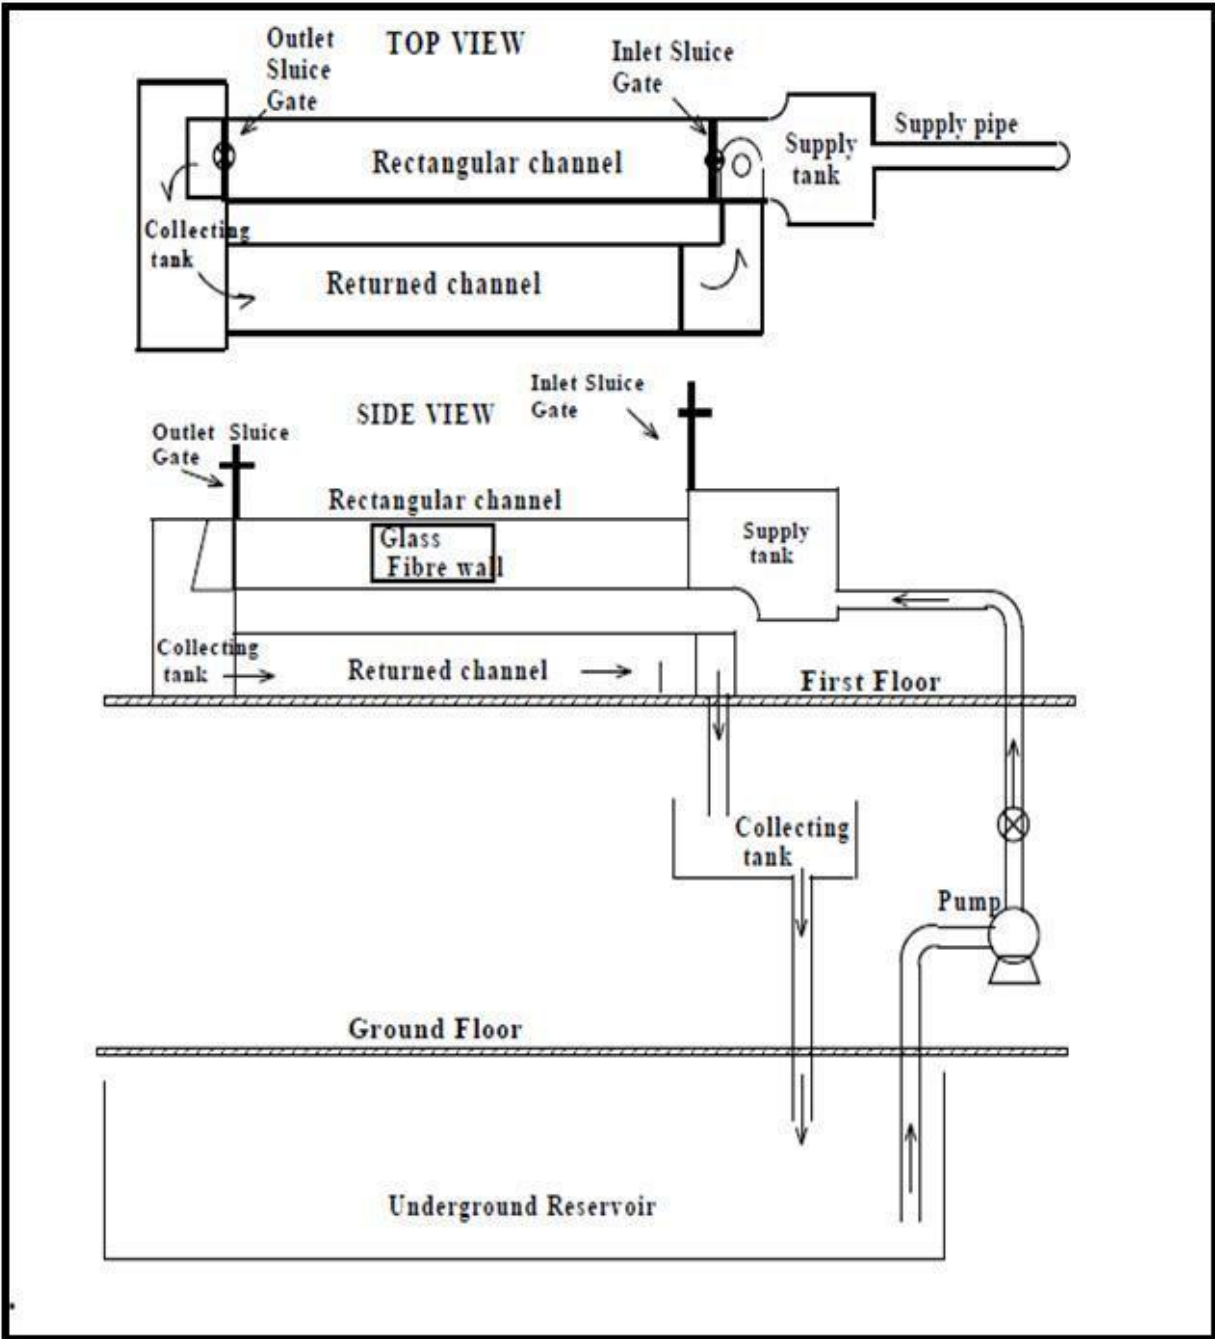 Outlet
Sluice
Gate
TOP VIEW
Inlet Sluice
Gate
Supply pipe
Rectangular channel
Supply
tank
Collecting
tank
Returned channel
Inlet Sluice
Gate
SIDE VIEW
Outlet Sluice
Gate
Rectangular channel
Glass
Fibre wall
Supply
tank
Collecting
tank
Returned channel
First Floor
Collecting
tank
Pump
Ground Floor
Underground Reservoir